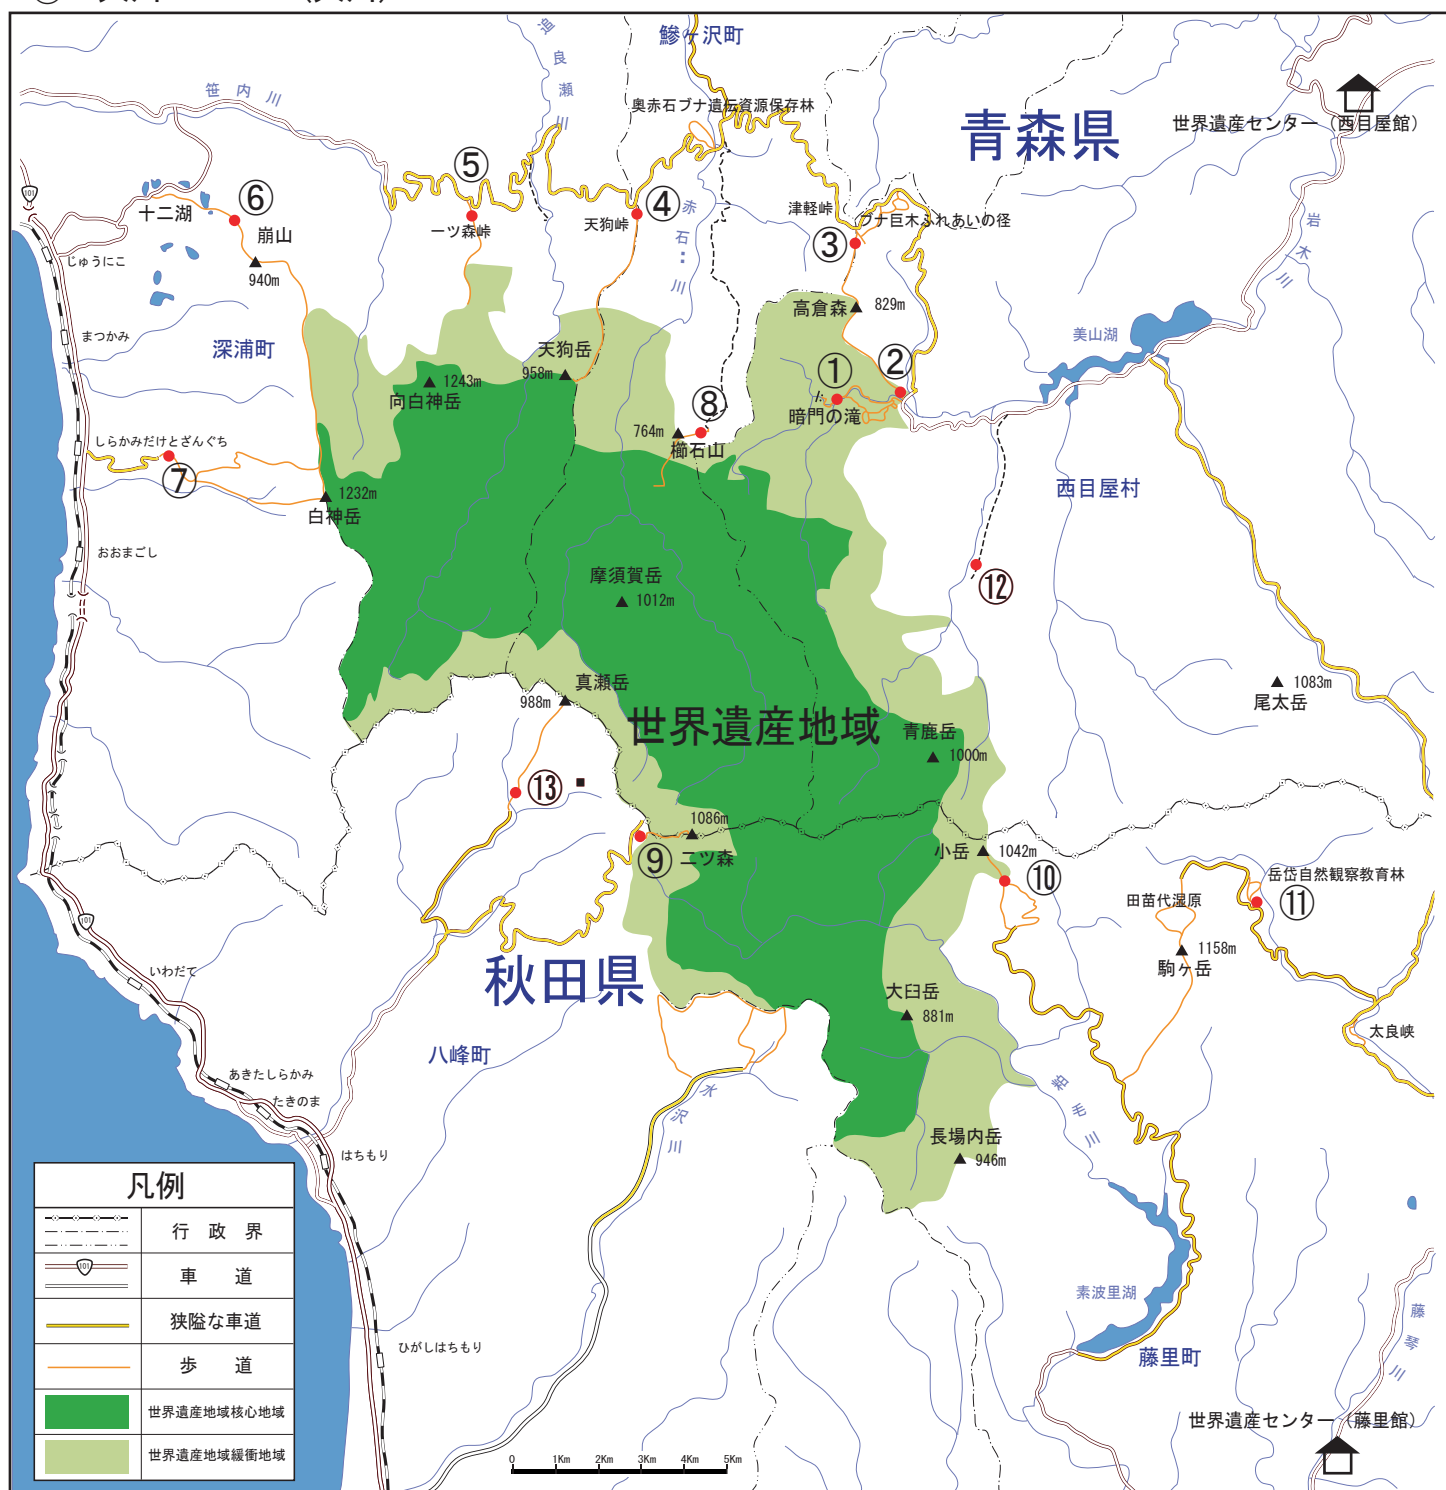 鰺ヶ沢町
追良瀬川
笹内川
奥赤石ブナ遺伝資源保存林
青森県
世界遺産センター（西目屋館）
101
⑤
⑥
④
十二湖
崩山
940m
一ツ森峠
天狗峠
赤石川
津軽峠
ブナ巨木ふれあいの径
③
岩木川
じゅうにこ
高倉森
829m
まつかみ
深浦町
美山湖
天狗岳
958m
1243m
向白神岳
①
②
暗門の滝
⑧
764m
櫛石山
しらかみだけとざんぐち
⑦
1232m
白神岳
西目屋村
おおまごし
⑫
摩須賀岳
1012m
真瀬岳
988m
世界遺産地域
青鹿岳
1000m
1083m
尾太岳
⑬
1086m
二ツ森
⑨
小岳
1042m
⑩
岳岱自然観察教育林
田苗代湿原
⑪
101
いわだて
秋田県
1158m
駒ヶ岳
大臼岳
881m
太良峡
八峰町
あきたしらかみ
たきのま
水沢川
粕毛川
はちもり
長場内岳
946m
凡例
行政界
101
車道
狭隘な車道
歩道
世界遺産地域核心地域
世界遺産地域緩衝地域
素波里湖
藤琴川
ひがしはちもり
藤里町
世界遺産センター（藤里館）
0 1Km 2Km 3Km 4Km 5Km